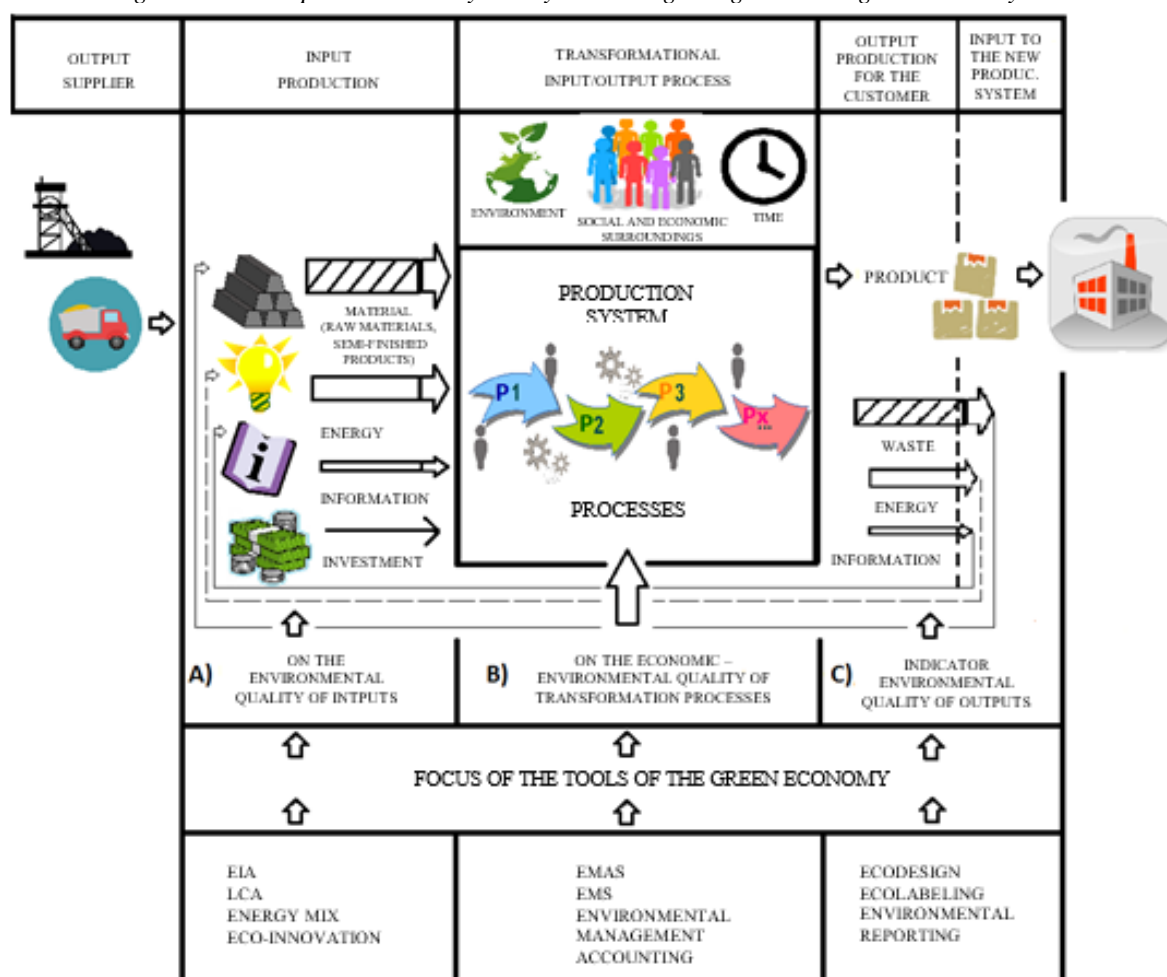 OUTPUT
SUPPLIER
INPUT
PRODUCTION
TRANSFORMATIONAL
INPUT/OUTPUT PROCESS
OUTPUT
PRODUCTION
FOR THE
CUSTOMER
INPUT TO
THE NEW
PRODUC.
SYSTEM
ENVIRONMENT
SOCIAL AND ECONOMIC
SURROUNDINGS
TIME
MATERIAL
(RAW MATERIALS,
SEMI-FINISHED
PRODUCTS)
ENERGY
i
INFORMATION
INVESTMENT
PRODUCTION
SYSTEM
P1
P2
P3
Px...
PROCESSES
PRODUCT
WASTE
ENERGY
INFORMATION
A) ON THE
ENVIRONMENTAL
QUALITY OF INTPUTS
B) ON THE ECONOMIC –
ENVIRONMENTAL QUALITY OF
TRANSFORMATION PROCESSES
C) INDICATOR
ENVIRONMENTAL
QUALITY OF OUTPUTS
FOCUS OF THE TOOLS OF THE GREEN ECONOMY
EIA
LCA
ENERGY MIX
ECO-INNOVATION
EMAS
EMS
ENVIRONMENTAL
MANAGEMENT
ACCOUNTING
ECODESIGN
ECOLABELING
ENVIRONMENTAL
REPORTING